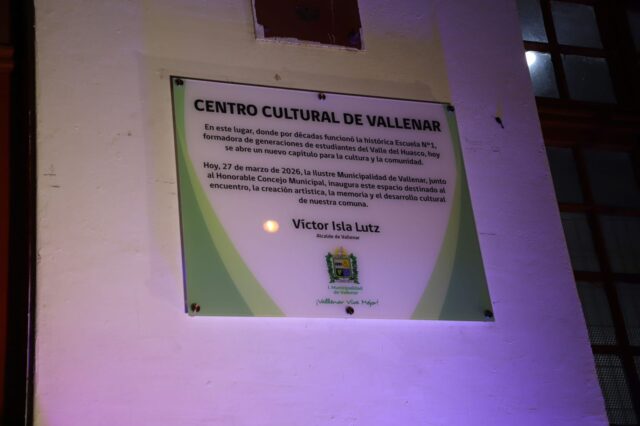 CENTRO CULTURAL DE VALLENAR
En este lugar, donde por décadas funcionó la histórica Escuela N°1,
formadora de generaciones de estudiantes del Valle del Huasco, hoy
se abre un nuevo capítulo para la cultura y la comunidad.
Hoy, 27 de marzo de 2026, la Ilustre Municipalidad de Vallenar, junto
al Honorable Concejo Municipal, inaugura este espacio destinado al
encuentro, la creación artística, la memoria y el desarrollo cultural
de nuestra comuna.
Víctor Isla Lutz
Alcalde de Vallenar
I. Municipalidad
de Vallenar
¡Vallenar Vive Mejor!